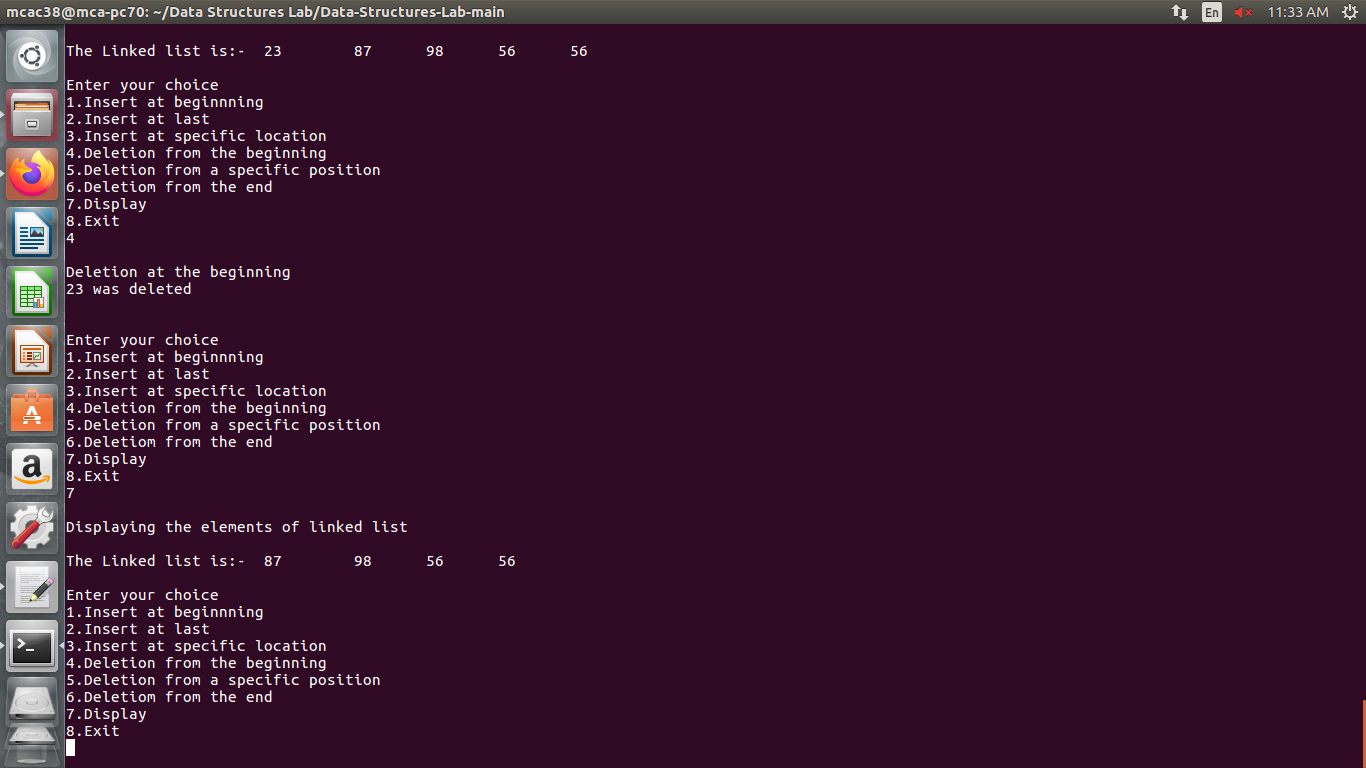 mcac38@mca-pc70: ~/Data Structures Lab/Data-Structures-Lab-main En 11:33 AM
The Linked list is:- 23 87 98 56 56
Enter your choice
1.Insert at beginnning
2.Insert at last
3.Insert at specific location
4.Deletion from the beginning
5.Deletion from a specific position
6.Deletiom from the end
7.Display
8.Exit
4
Deletion at the beginning
23 was deleted
Enter your choice
1.Insert at beginnning
2.Insert at last
3.Insert at specific location
4.Deletion from the beginning
5.Deletion from a specific position
6.Deletiom from the end
7.Display
8.Exit
7
Displaying the elements of linked list
The Linked list is:- 87 98 56 56
Enter your choice
1.Insert at beginnning
2.Insert at last
3.Insert at specific location
4.Deletion from the beginning
5.Deletion from a specific position
6.Deletiom from the end
7.Display
8.Exit